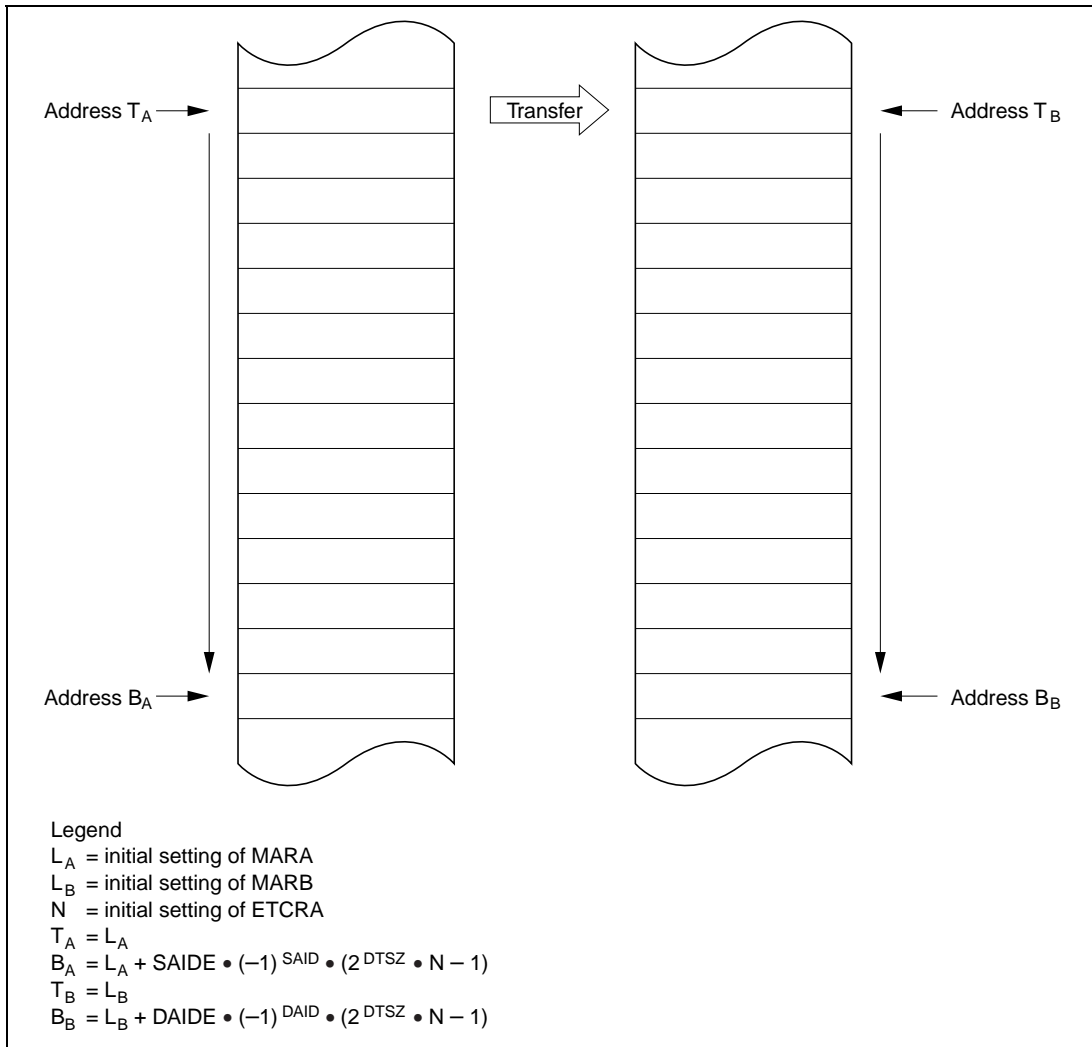 Address T_A Transfer Address T_B
Address B_A Address B_B
Legend
L_A = initial setting of MARA
L_B = initial setting of MARB
N = initial setting of ETCRA
T_A = L_A
B_A = L_A + SAIDE • (–1)^SAID • (2^DTSZ • N – 1)
T_B = L_B
B_B = L_B + DAIDE • (–1)^DAID • (2^DTSZ • N – 1)